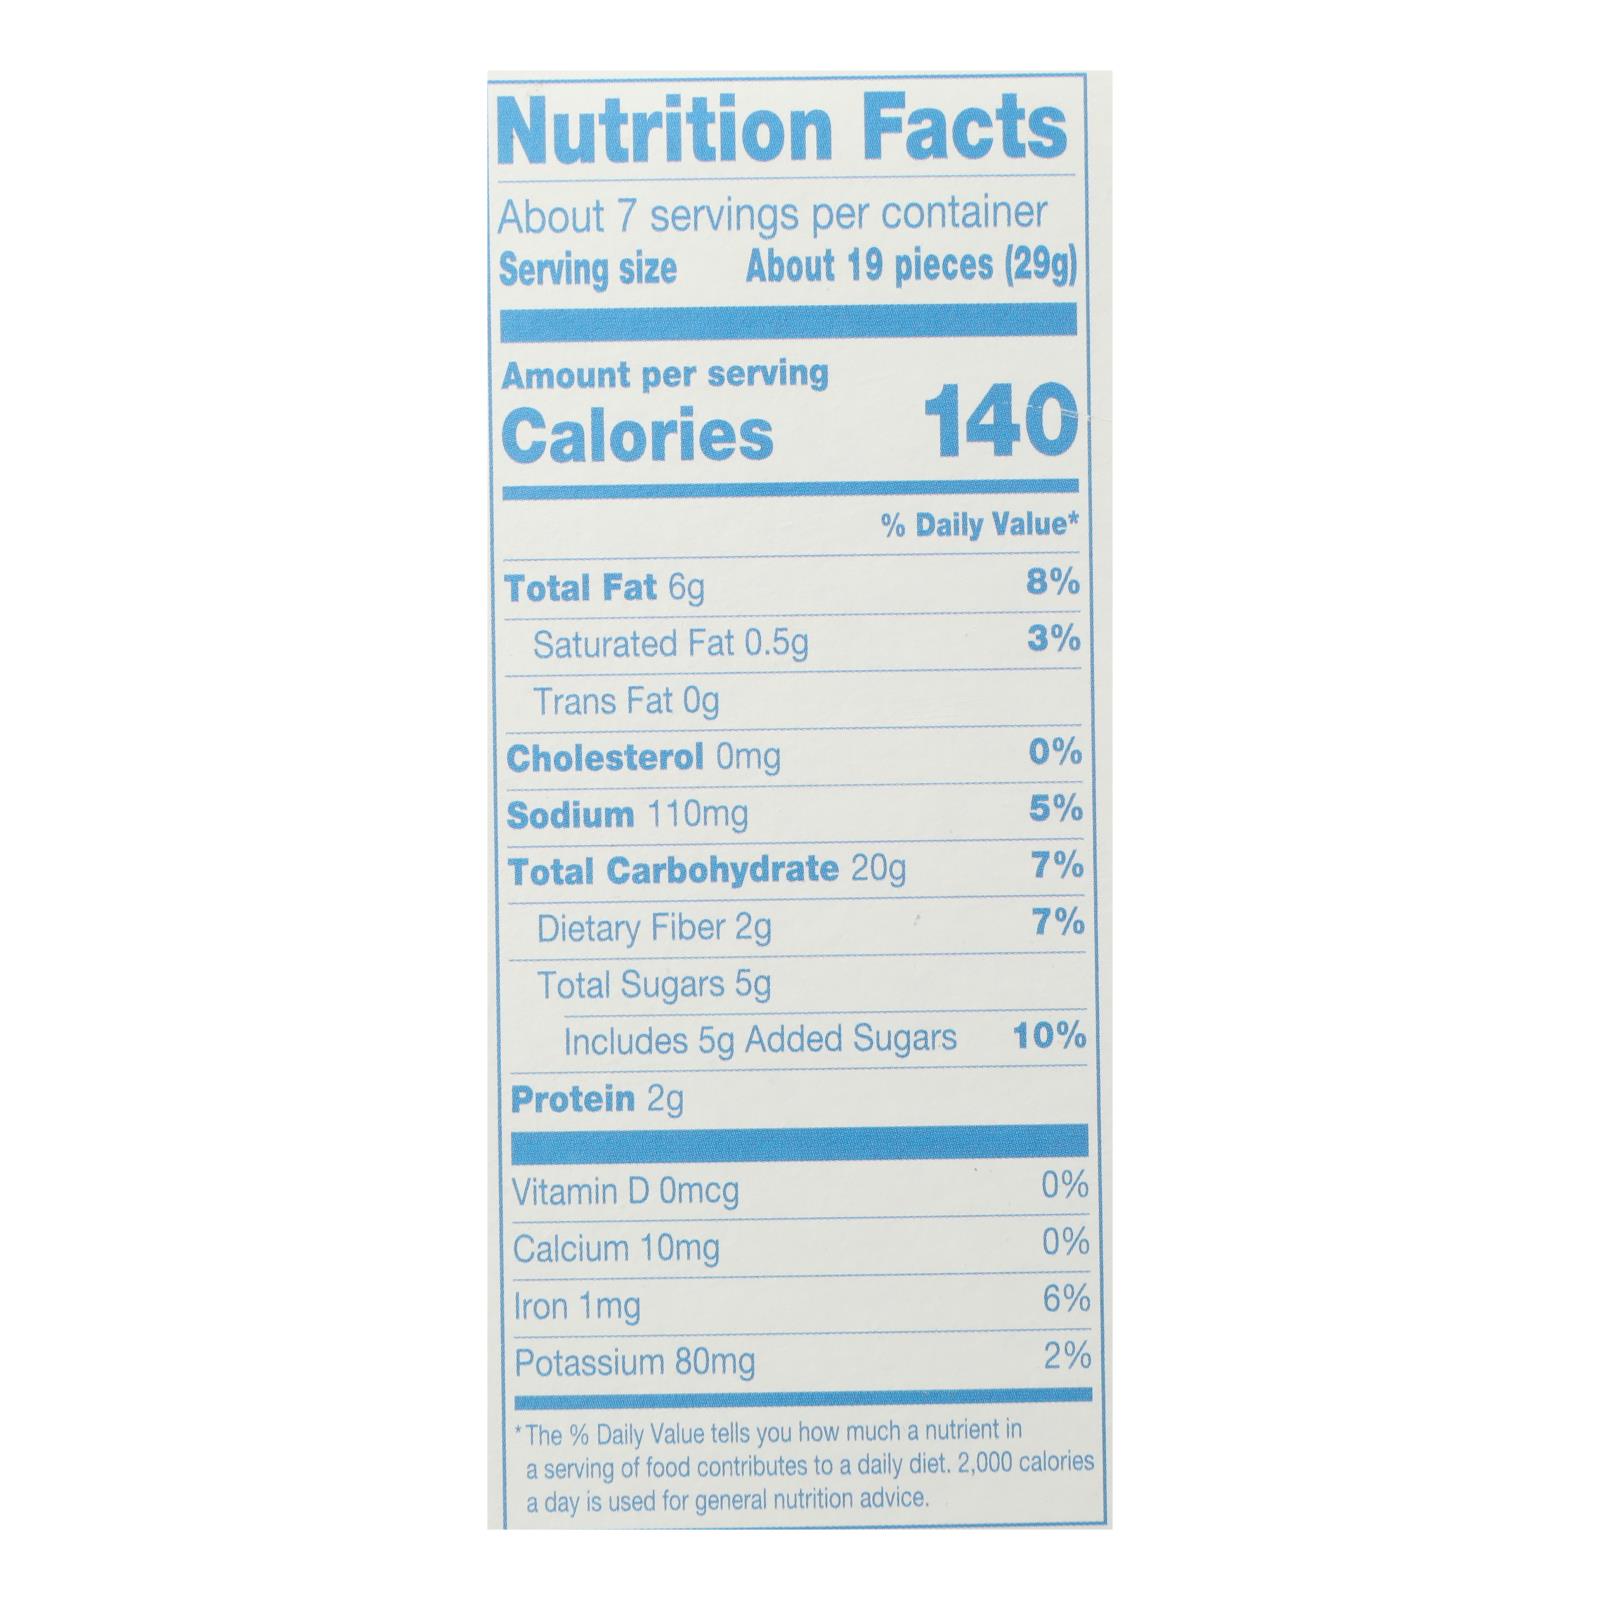 Nutrition Facts
About 7 servings per container
Serving size About 19 pieces (29g)
Amount per serving
Calories 140
% Daily Value*
Total Fat 6g 8%
Saturated Fat 0.5g 3%
Trans Fat 0g
Cholesterol 0mg 0%
Sodium 110mg 5%
Total Carbohydrate 20g 7%
Dietary Fiber 2g 7%
Total Sugars 5g
Includes 5g Added Sugars 10%
Protein 2g
Vitamin D 0mcg 0%
Calcium 10mg 0%
Iron 1mg 6%
Potassium 80mg 2%
*The % Daily Value tells you how much a nutrient in
a serving of food contributes to a daily diet. 2,000 calories
a day is used for general nutrition advice.